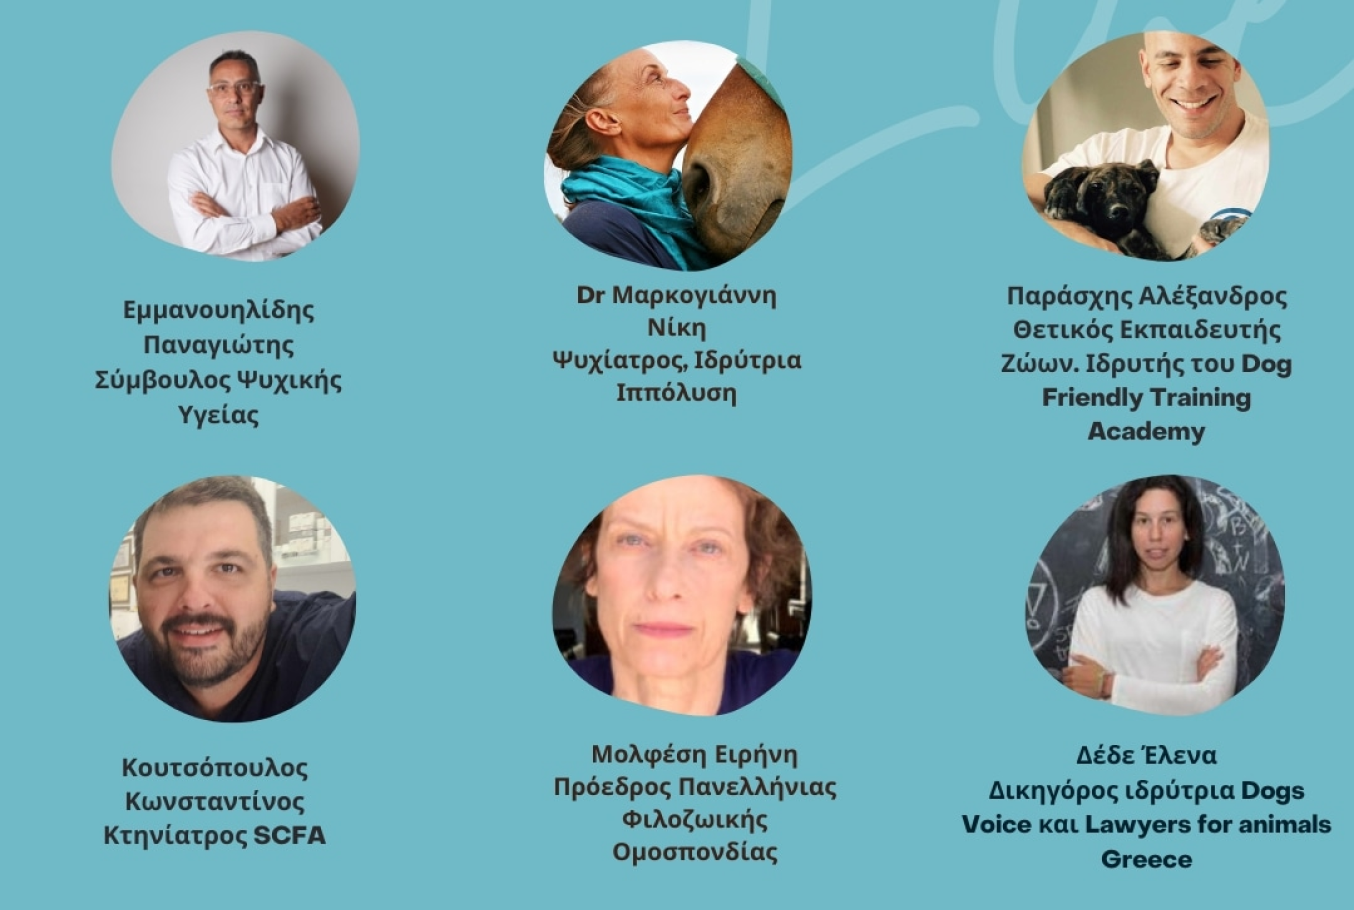 Εμμανουηλίδης
Παναγιώτης
Σύμβουλος Ψυχικής
Υγείας
Dr Μαρκογιάννη
Νίκη
Ψυχίατρος, Ιδρύτρια
Ιππόλυση
Παράσχης Αλέξανδρος
Θετικός Εκπαιδευτής
Ζώων. Ιδρυτής του Dog
Friendly Training
Academy
Κουτσόπουλος
Κωνσταντίνος
Κτηνίατρος SCFA
Μολφέση Ειρήνη
Πρόεδρος Πανελλήνιας
Φιλοζωικής
Ομοσπονδίας
Δέδε Έλενα
Δικηγόρος ιδρύτρια Dogs
Voice και Lawyers for animals
Greece